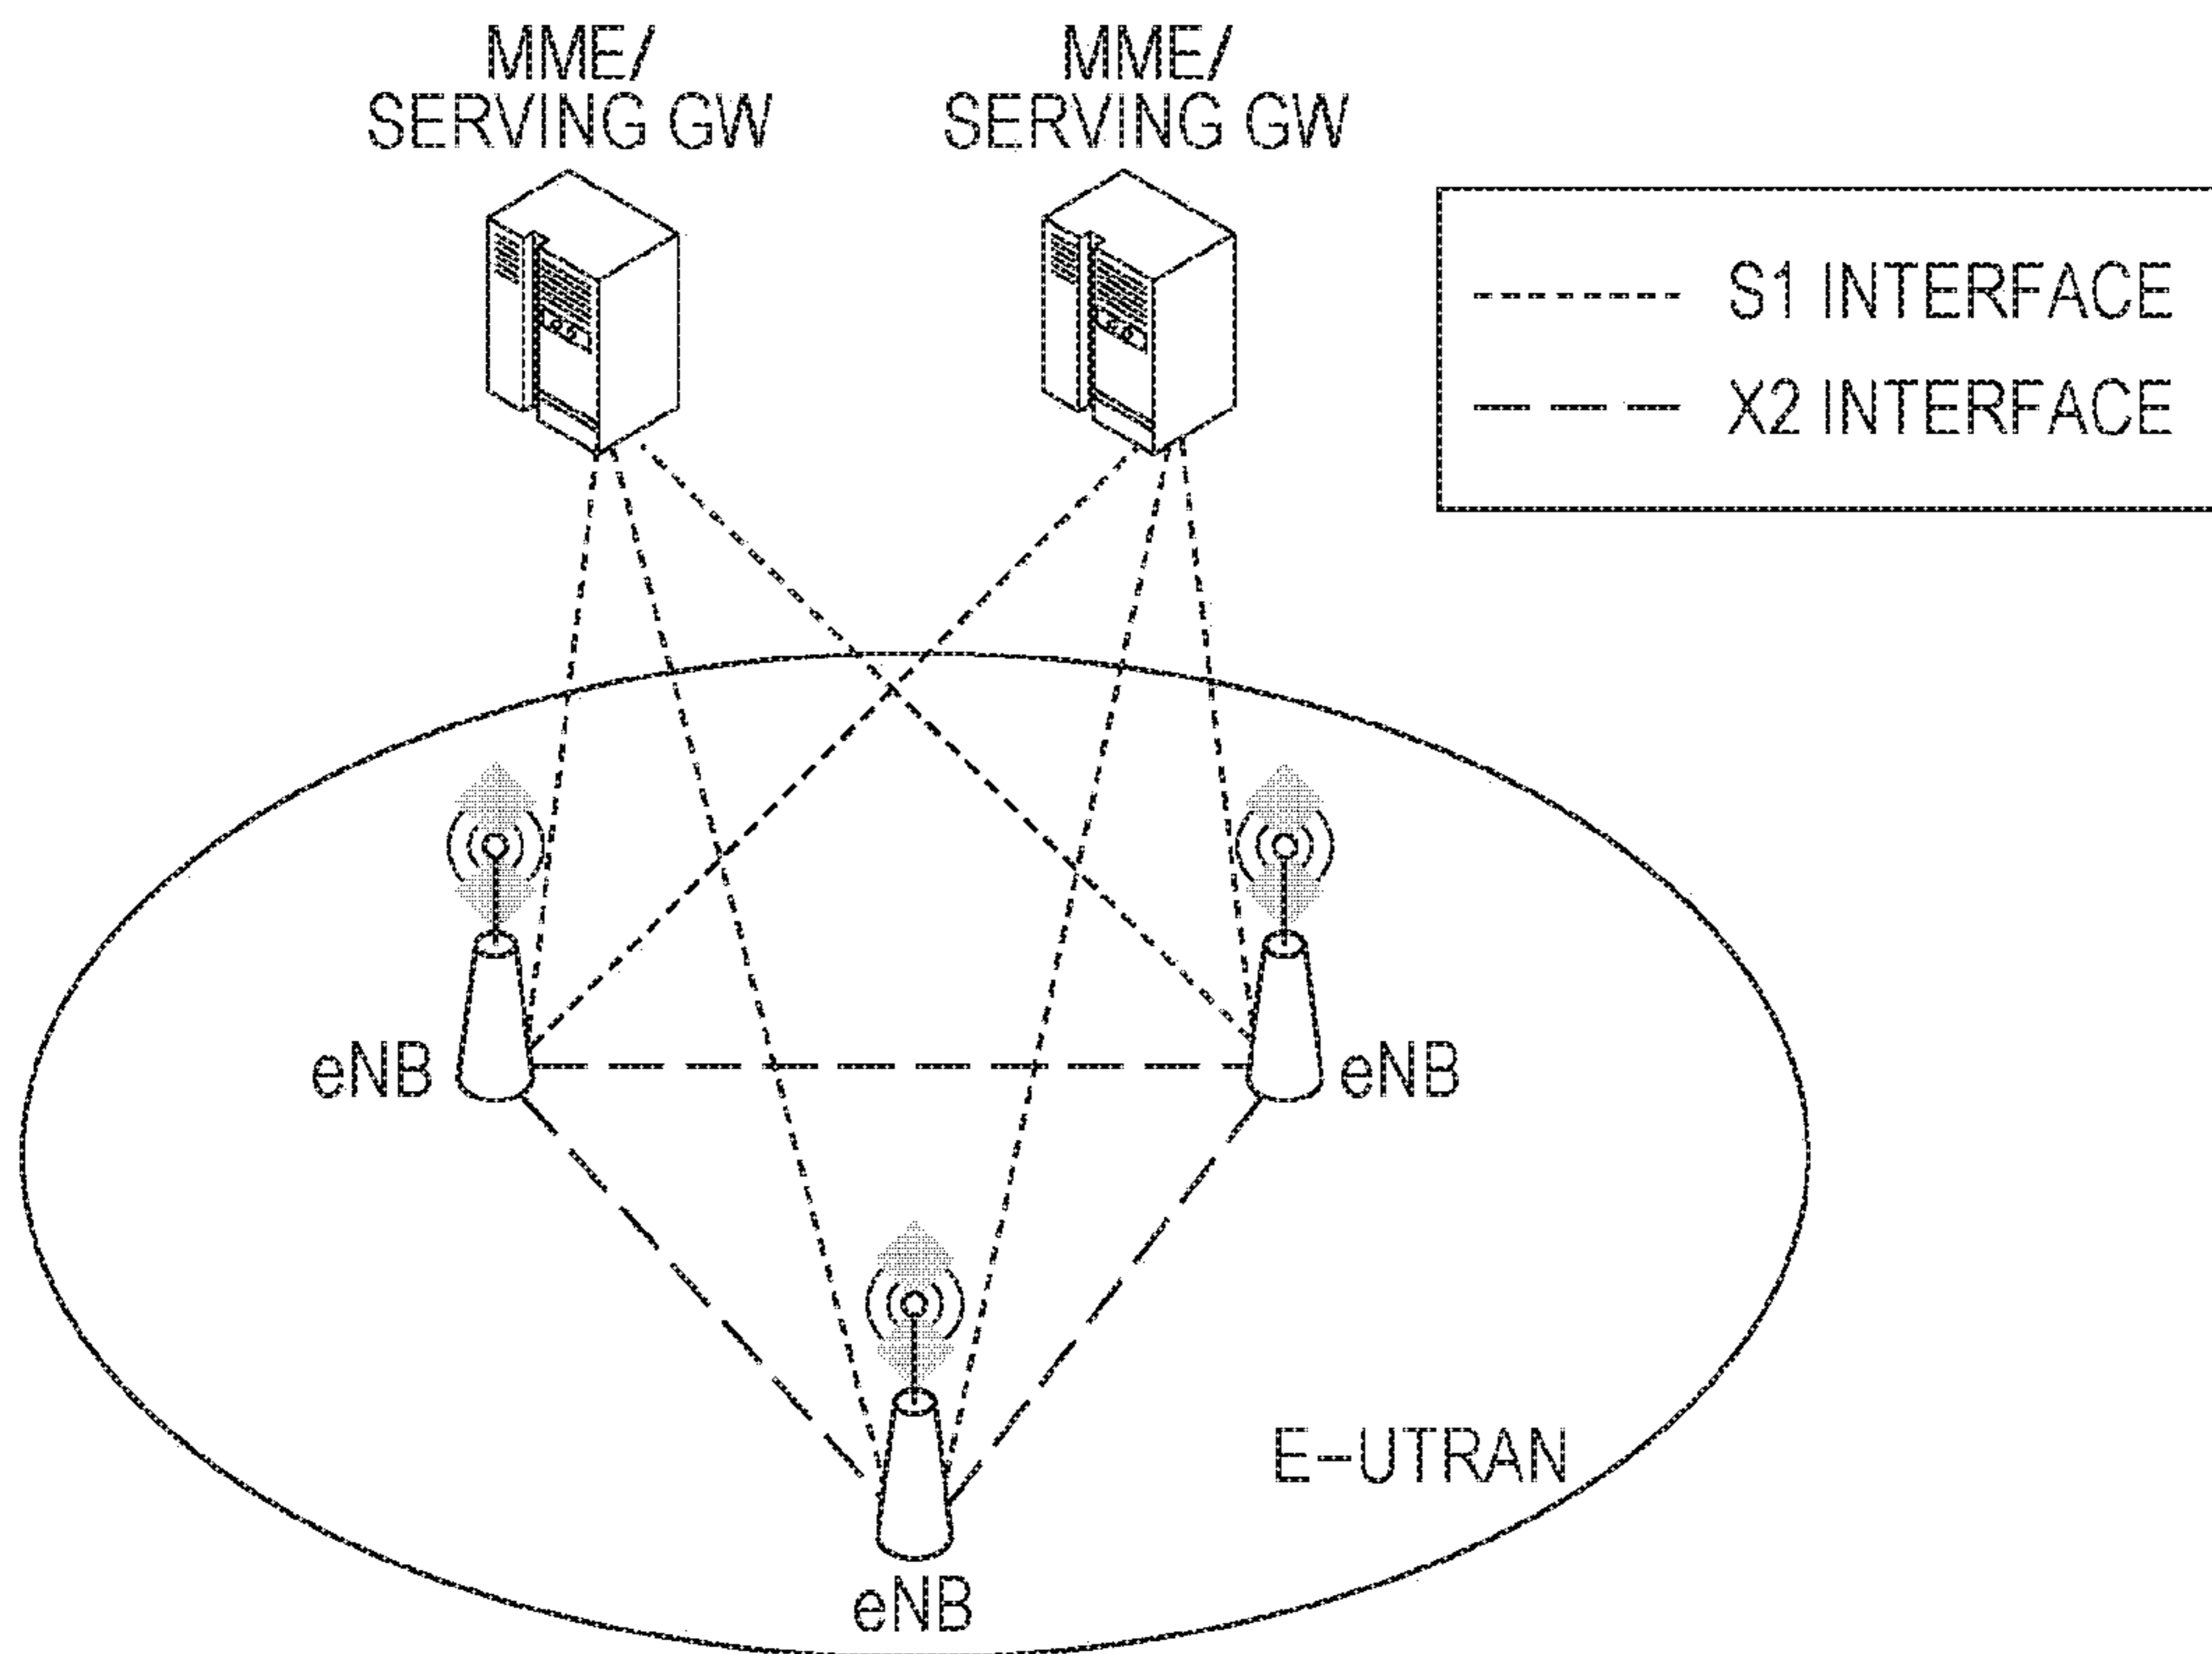 MME/
SERVING GW
MME/
SERVING GW
S1 INTERFACE
X2 INTERFACE
eNB
eNB
E-UTRAN
eNB